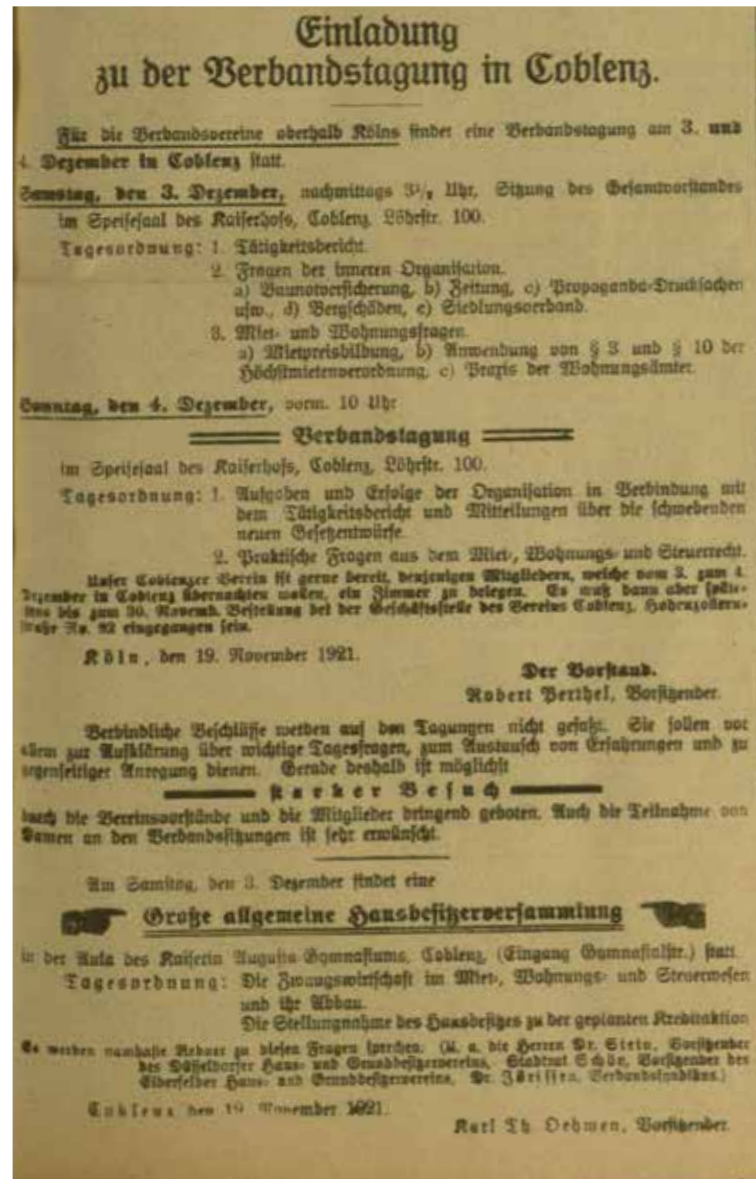 Einladung
zu der Verbandstagung in Coblenz.
Für die Verbandsvereine oberhalb Kölns findet eine Verbandstagung am 3. und
4. Dezember in Coblenz statt.
Samstag, den 3. Dezember, nachmittags 3½ Uhr, Sitzung des Gesamtvorstandes
im Speisesaal des Kaiserhofs, Coblenz, Löhrstr. 100.
Tagesordnung: 1. Tätigkeitsbericht.
2. Fragen der inneren Organisation.
a) Baunotversicherung, b) Zeitung, c) Propaganda-Drucksachen
usw., d) Bergschäden, e) Siedlungsverband.
3. Miet- und Wohnungsfragen.
a) Mietpreisbildung, b) Anwendung von § 3 und § 10 der
Höchstmietenverordnung, c) Praxis der Wohnungsämter.
Sonntag, den 4. Dezember, vorm. 10 Uhr
Verbandstagung
im Speisesaal des Kaiserhofs, Coblenz, Löhrstr. 100.
Tagesordnung: 1. Aufgaben und Erfolge der Organisation in Verbindung mit
dem Tätigkeitsbericht und Mitteilungen über die schwebenden
neuen Gesetzentwürfe.
2. Praktische Fragen aus dem Miet-, Wohnungs- und Steuerrecht.
Unser Coblenzer Verein ist gerne bereit, denjenigen Mitgliedern, welche vom 3. zum 4.
Dezember in Coblenz übernachten wollen, ein Zimmer zu belegen. Es muß dann aber späte-
stens bis zum 30. Novemb. Bestellung bei der Geschäftsstelle des Vereins Coblenz, Hohenzollern-
straße No. 92 eingegangen sein.
Köln, den 19. November 1921.
Der Vorstand.
Robert Berthel, Vorsitzender.
Verbindliche Beschlüsse werden auf den Tagungen nicht gefaßt. Sie sollen vor
allem zur Aufklärung über wichtige Tagesfragen, zum Austausch von Erfahrungen und zu
gegenseitiger Anregung dienen. Gerade deshalb ist möglichst
starker Besuch
durch die Vereinsvorstände und die Mitglieder dringend geboten. Auch die Teilnahme von
Damen an den Verbandssitzungen ist sehr erwünscht.
Am Samstag, den 3. Dezember findet eine
Große allgemeine Hausbesitzerversammlung
in der Aula des Kaiserin Augusta-Gymnasiums, Coblenz, (Eingang Gymnasialstr.) statt.
Tagesordnung: Die Zwangswirtschaft im Miet-, Wohnungs- und Steuerwesen
und ihr Abbau.
Die Stellungnahme des Hausbesitzes zu der geplanten Kreditaktion
Es werden namhafte Redner zu diesen Fragen sprechen. (U. a. die Herren Dr. Stein, Vorsitzender
des Düsseldorfer Haus- und Grundbesitzervereins, Stadtrat Schön, Vorsitzender des
Elberfelder Haus- und Grundbesitzervereins, Dr. Jörissen, Verbandssyndikus.)
Coblenz den 19. November 1921.
Karl Th. Oehmen, Vorsitzender.